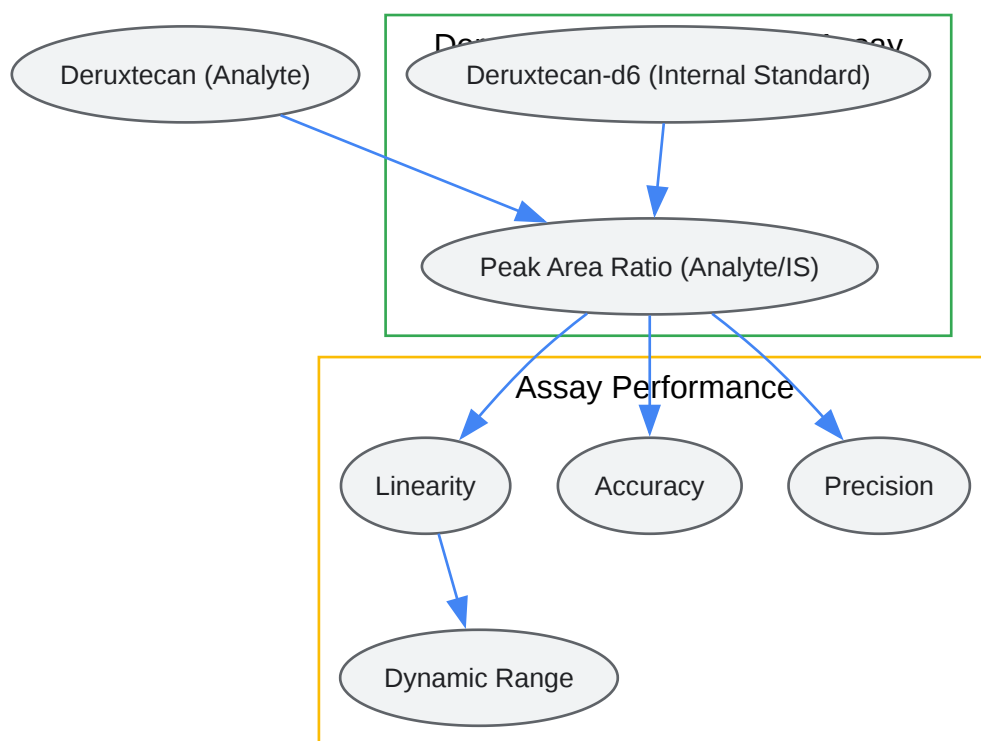 Deruxtecan (Analyte)
Deruxtecan-d6 (Internal Standard)
Peak Area Ratio (Analyte/IS)
Assay Performance
Linearity
Accuracy
Precision
Dynamic Range